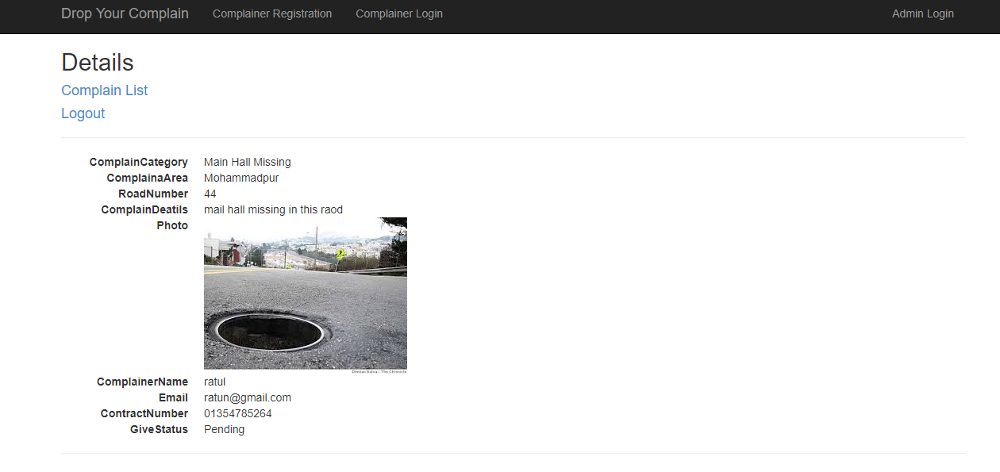 Drop Your Complain Complainer Registration Complainer Login Admin Login
Details
Complain List
Logout
ComplainCategory Main Hall Missing
ComplainaArea Mohammadpur
RoadNumber 44
ComplainDeatils mail hall missing in this raod
Photo
Demian Bulwa / The Chronicle
ComplainerName ratul
Email ratun@gmail.com
ContractNumber 01354785264
GiveStatus Pending